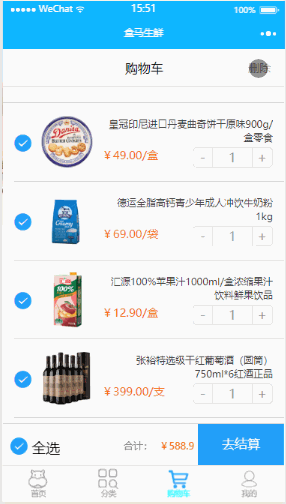 WeChat 15:51 100%
盒马生鲜
购物车 删除
皇冠印尼进口丹麦曲奇饼干原味900g/
盒零食
¥ 49.00/盒 - 1 +
德运全脂高钙青少年成人冲饮牛奶粉
1kg
¥ 69.00/袋 - 1 +
汇源100%苹果汁1000ml/盒浓缩果汁
饮料鲜果饮品
¥ 12.90/盒 - 1 +
张裕特选级干红葡萄酒（圆筒）
750ml*6红酒正品
¥ 399.00/支 - 1 +
全选 合计： ¥ 588.9 去结算
首页 分类 购物车 我的